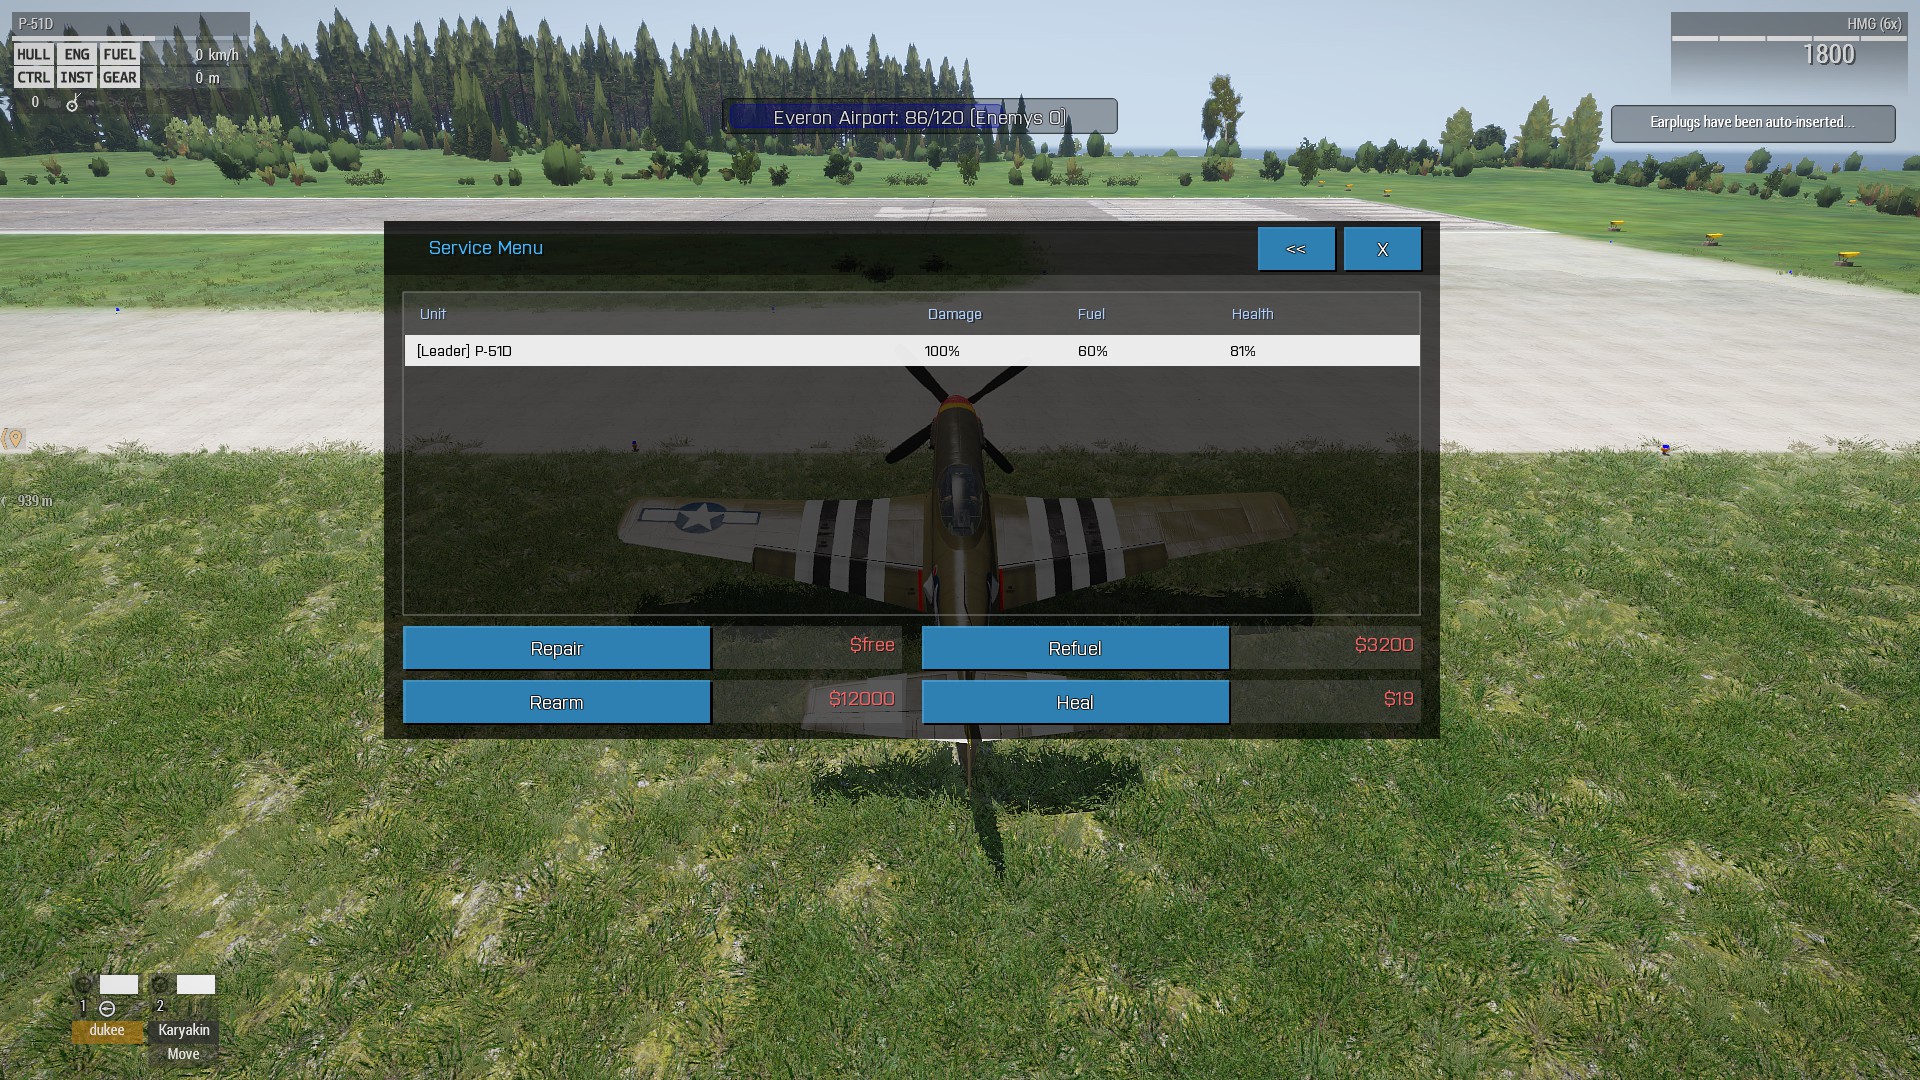 P-51D
HULL ENG FUEL 0 km/h
CTRL INST GEAR 0 m
0
HMG (6x)
1800
Everon Airport: 86/120 (Enemys 0)
Earplugs have been auto-inserted...
Service Menu
<< X
Unit Damage Fuel Health
[Leader] P-51D 100% 60% 81%
939 m
Repair $free Refuel $3200
Rearm $12000 Heal $19
1 2
dukee Karyakin
Move